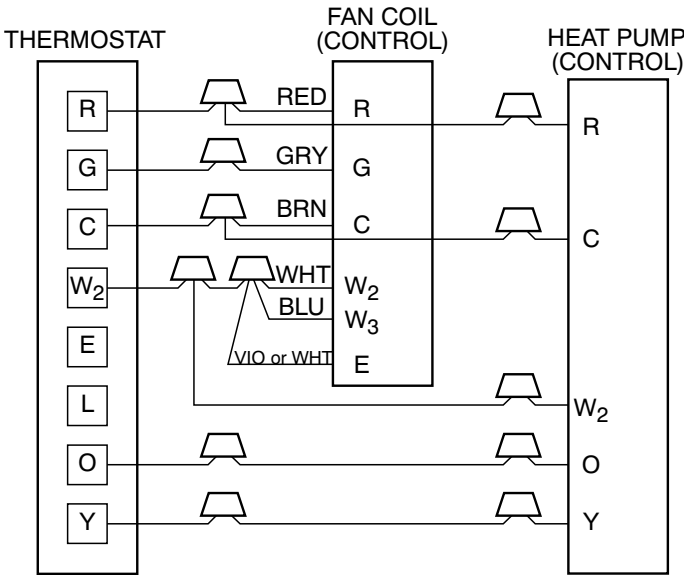 THERMOSTAT
FAN COIL
(CONTROL)
HEAT PUMP
(CONTROL)
R
RED
R
R
G
GRY
G
C
BRN
C
C
W2
WHT
W2
BLU
W3
E
VIO or WHT
E
L
W2
O
O
Y
Y